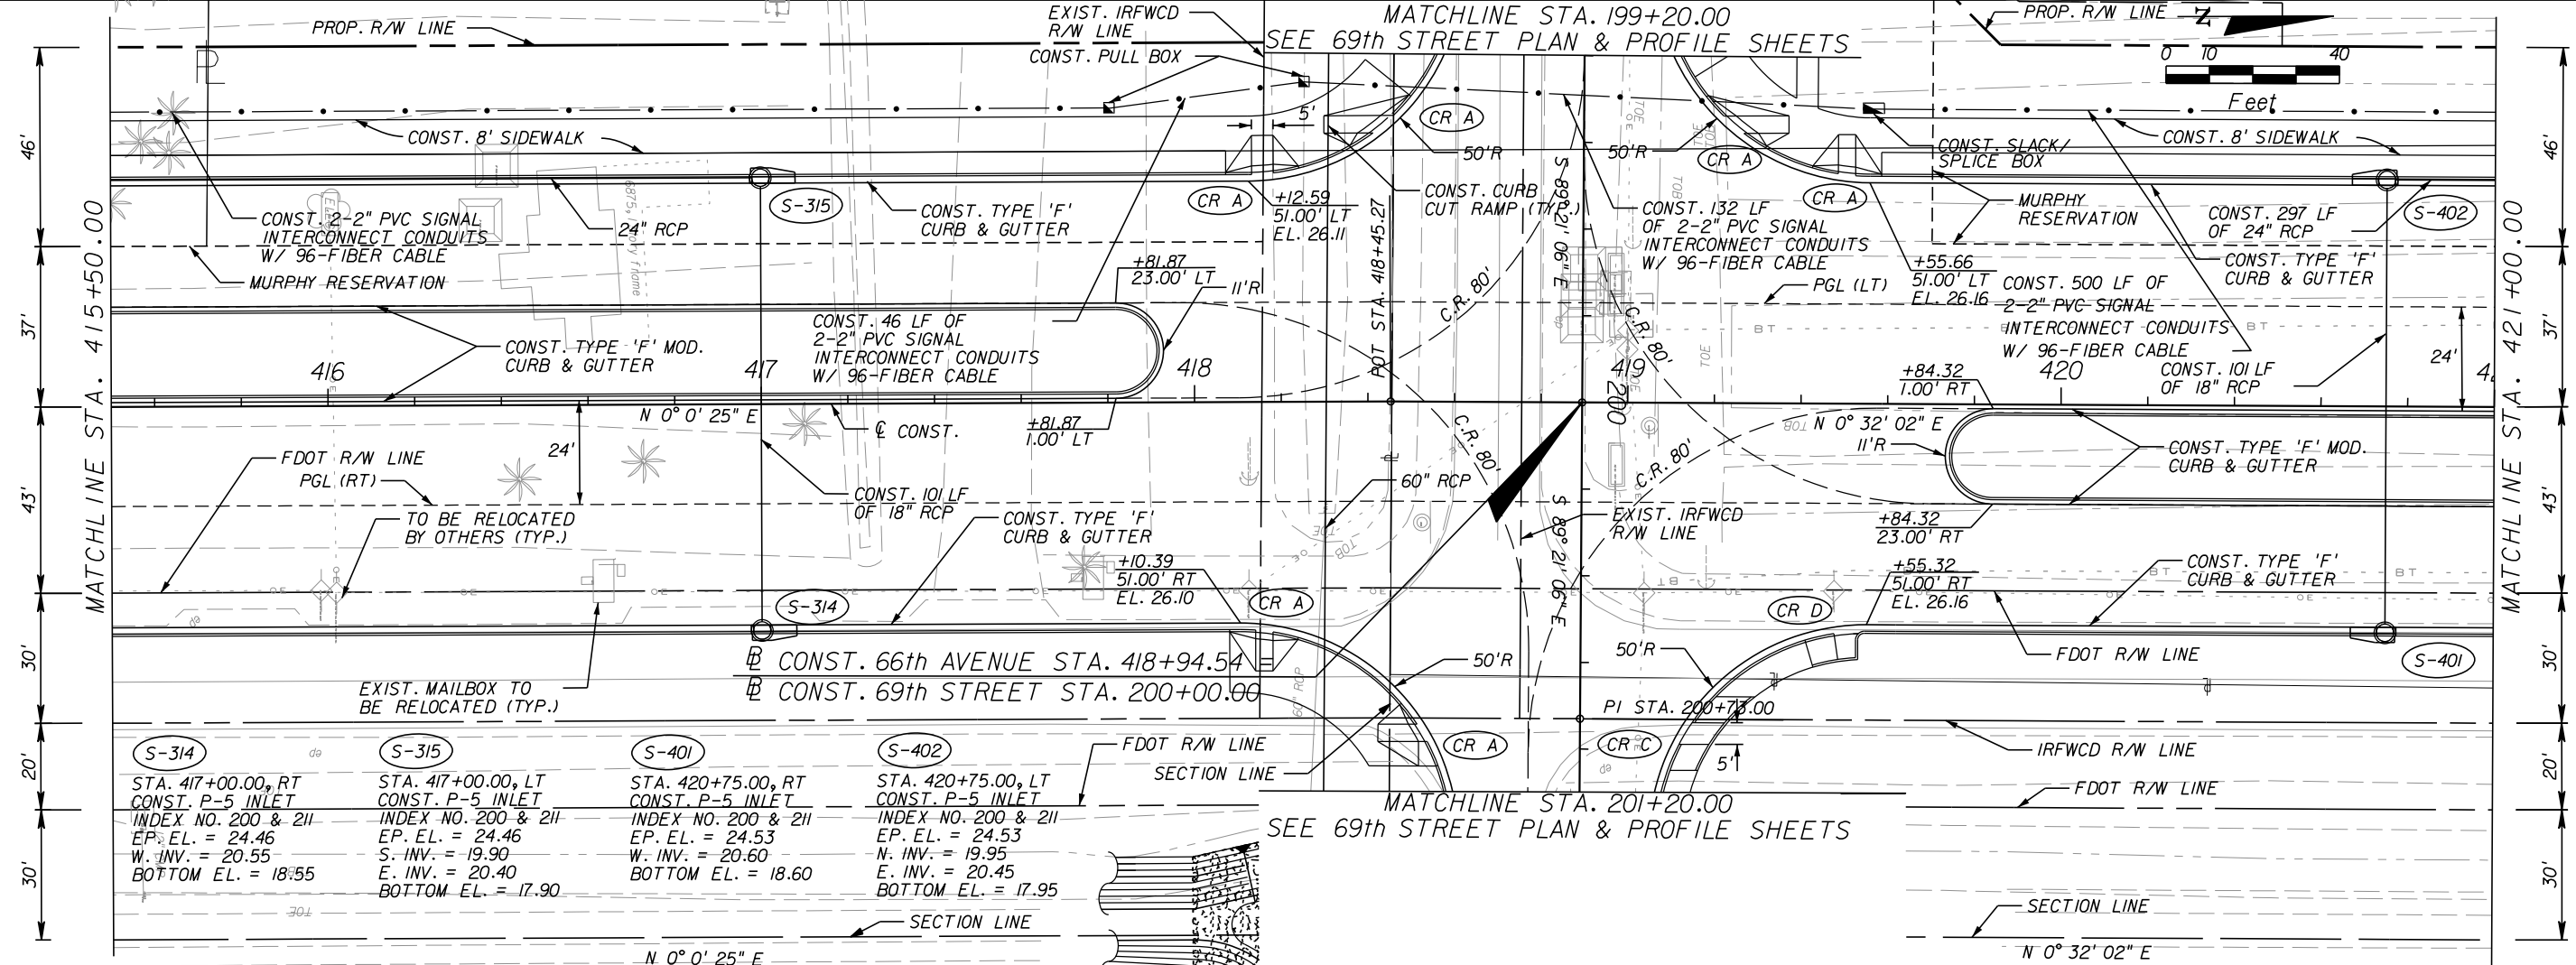 PROP. R/W LINE
EXIST. IRFWCD
R/W LINE
CONST. PULL BOX
MATCHLINE STA. 199+20.00
SEE 69th STREET PLAN & PROFILE SHEETS
PROP. R/W LINE
N
0 10 40
Feet
46'
37'
43'
30'
20'
30'
MATCHLINE STA. 415+50.00
CONST. 8' SIDEWALK
CONST. 2-2" PVC SIGNAL
INTERCONNECT CONDUITS
W/ 96-FIBER CABLE
MURPHY RESERVATION
24" RCP
S-315
CONST. TYPE 'F'
CURB & GUTTER
CR A
5'
CR A
50'R
+12.59
51.00' LT
EL. 26.11
CONST. CURB
CUT RAMP (TYP.)
50'R
CR A
CR A
CONST. SLACK/
SPLICE BOX
CONST. 8' SIDEWALK
MURPHY
RESERVATION
CONST. 132 LF
OF 2-2" PVC SIGNAL
INTERCONNECT CONDUITS
W/ 96-FIBER CABLE
CONST. 297 LF
OF 24" RCP
S-402
CONST. TYPE 'F'
CURB & GUTTER
+55.66
51.00' LT
EL. 26.16
PGL (LT)
CONST. 500 LF OF
2-2" PVC SIGNAL
INTERCONNECT CONDUITS
W/ 96-FIBER CABLE
+81.87
23.00' LT
11'R
CONST. 46 LF OF
2-2" PVC SIGNAL
INTERCONNECT CONDUITS
W/ 96-FIBER CABLE
CONST. TYPE 'F' MOD.
CURB & GUTTER
POT STA. 418+45.27
S 89° 21' 06" E
C.R. 80'
C.R. 80'
416
417
418
419
420
200
+84.32
1.00' RT
CONST. 101 LF
OF 18" RCP
24'
N 0° 0' 25" E
℄ CONST.
+81.87
1.00' LT
24'
FDOT R/W LINE
PGL (RT)
TO BE RELOCATED
BY OTHERS (TYP.)
CONST. 101 LF
OF 18" RCP
CONST. TYPE 'F'
CURB & GUTTER
60" RCP
C.R. 80'
C.R. 80'
S 89° 21' 06" E
EXIST. IRFWCD
R/W LINE
N 0° 32' 02" E
11'R
CONST. TYPE 'F' MOD.
CURB & GUTTER
+84.32
23.00' RT
+10.39
51.00' RT
EL. 26.10
CR A
S-314
CR D
+55.32
51.00' RT
EL. 26.16
CONST. TYPE 'F'
CURB & GUTTER
FDOT R/W LINE
S-401
MATCHLINE STA. 421+00.00
46'
37'
43'
30'
20'
30'
EXIST. MAILBOX TO
BE RELOCATED (TYP.)
CONST. 66th AVENUE STA. 418+94.54
CONST. 69th STREET STA. 200+00.00
60" RCP
50'R
50'R
PI STA. 200+73.00
CR A
CR C
5'
IRFWCD R/W LINE
FDOT R/W LINE
FDOT R/W LINE
SECTION LINE
MATCHLINE STA. 201+20.00
SEE 69th STREET PLAN & PROFILE SHEETS
S-314
STA. 417+00.00, RT
CONST. P-5 INLET
INDEX NO. 200 & 211
EP. EL. = 24.46
W. INV. = 20.55
BOTTOM EL. = 18.55
S-315
STA. 417+00.00, LT
CONST. P-5 INLET
INDEX NO. 200 & 211
EP. EL. = 24.46
S. INV. = 19.90
E. INV. = 20.40
BOTTOM EL. = 17.90
S-401
STA. 420+75.00, RT
CONST. P-5 INLET
INDEX NO. 200 & 211
EP. EL. = 24.53
W. INV. = 20.60
BOTTOM EL. = 18.60
S-402
STA. 420+75.00, LT
CONST. P-5 INLET
INDEX NO. 200 & 211
EP. EL. = 24.53
N. INV. = 19.95
E. INV. = 20.45
BOTTOM EL. = 17.95
SECTION LINE
N 0° 0' 25" E
SECTION LINE
N 0° 32' 02" E